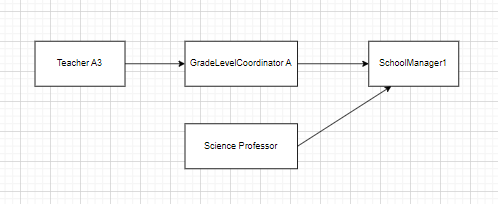 Teacher A3
GradeLevelCoordinator A
SchoolManager1
Science Professor